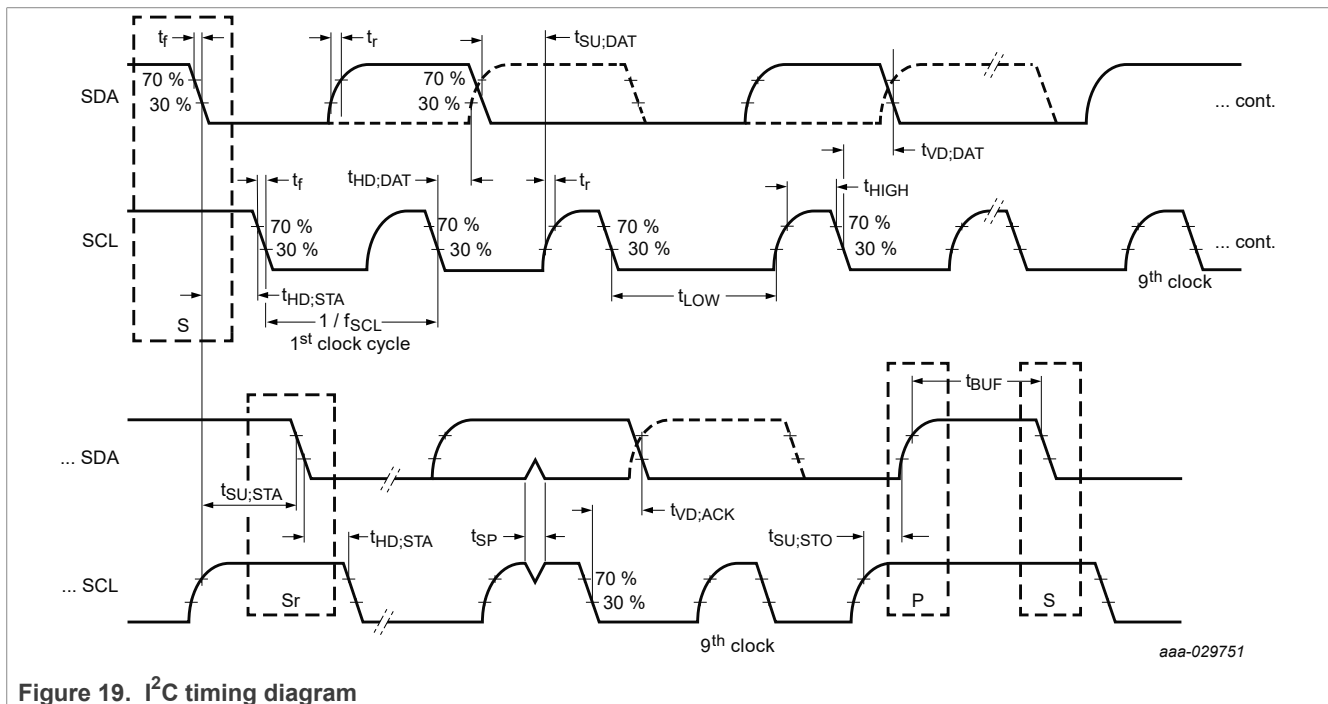 tf
tr
tSU;DAT
70 %
30 %
SDA
70 %
30 %
... cont.
tVD;DAT
tf
tHD;DAT
tr
tHIGH
SCL
70 %
30 %
70 %
30 %
70 %
30 %
70 %
30 %
... cont.
9th clock
tHD;STA
tLOW
S
1 / fSCL
1st clock cycle
tBUF
... SDA
tSU;STA
tVD;ACK
tHD;STA
tSP
tSU;STO
... SCL
70 %
30 %
Sr
P
S
9th clock
aaa-029751
Figure 19. I2C timing diagram